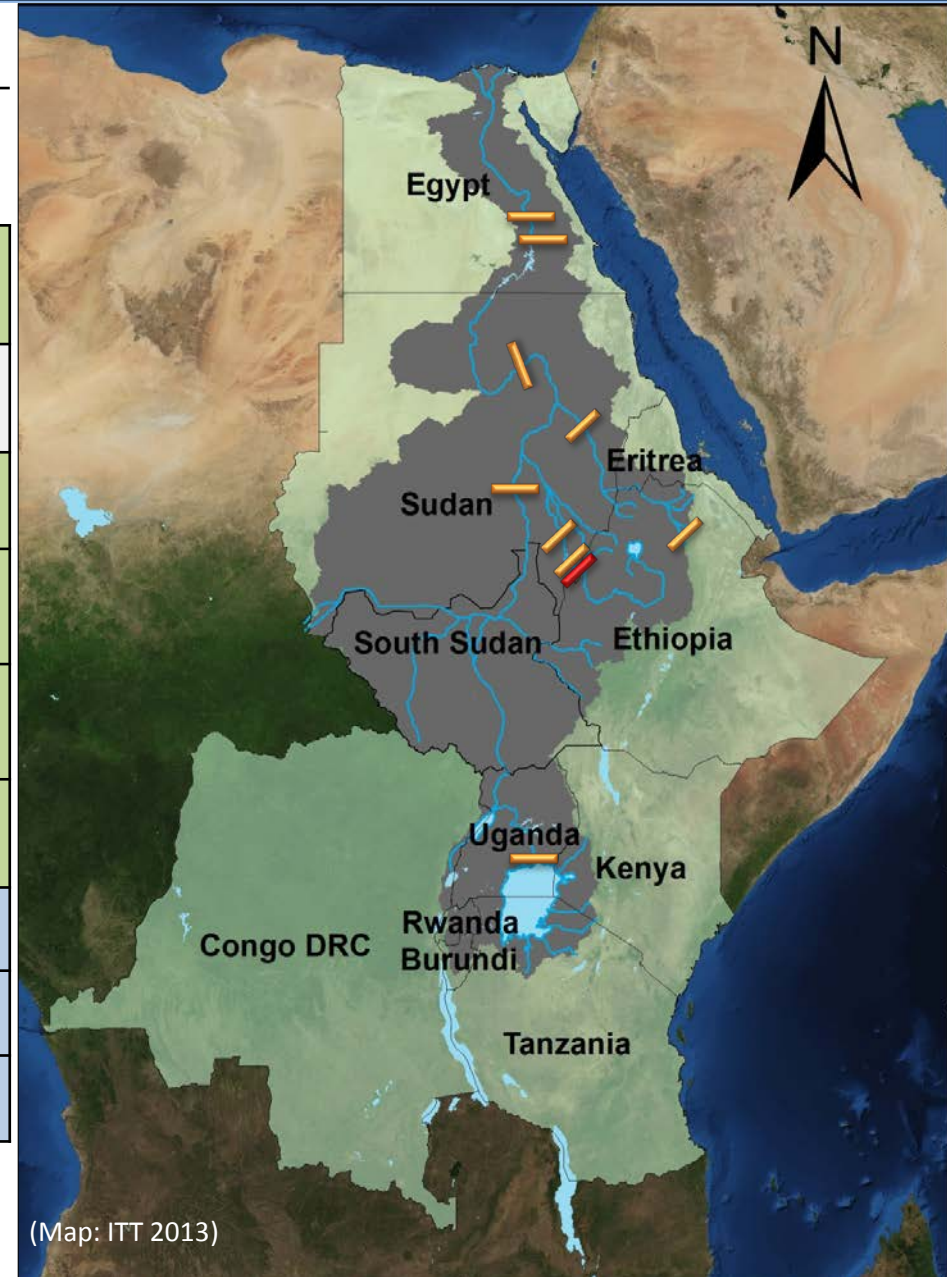 N
Egypt
Eritrea
Sudan
South Sudan
Ethiopia
Uganda
Kenya
Rwanda
Burundi
Congo DRC
Tanzania
(Map: ITT 2013)